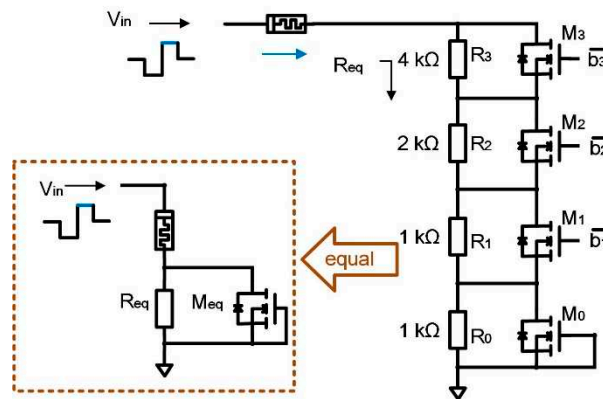 Vin
Req
4 kΩ
R3
M3
b3
2 kΩ
R2
M2
b2
1 kΩ
R1
M1
b1
1 kΩ
R0
M0
Vin
Req
Meq
equal